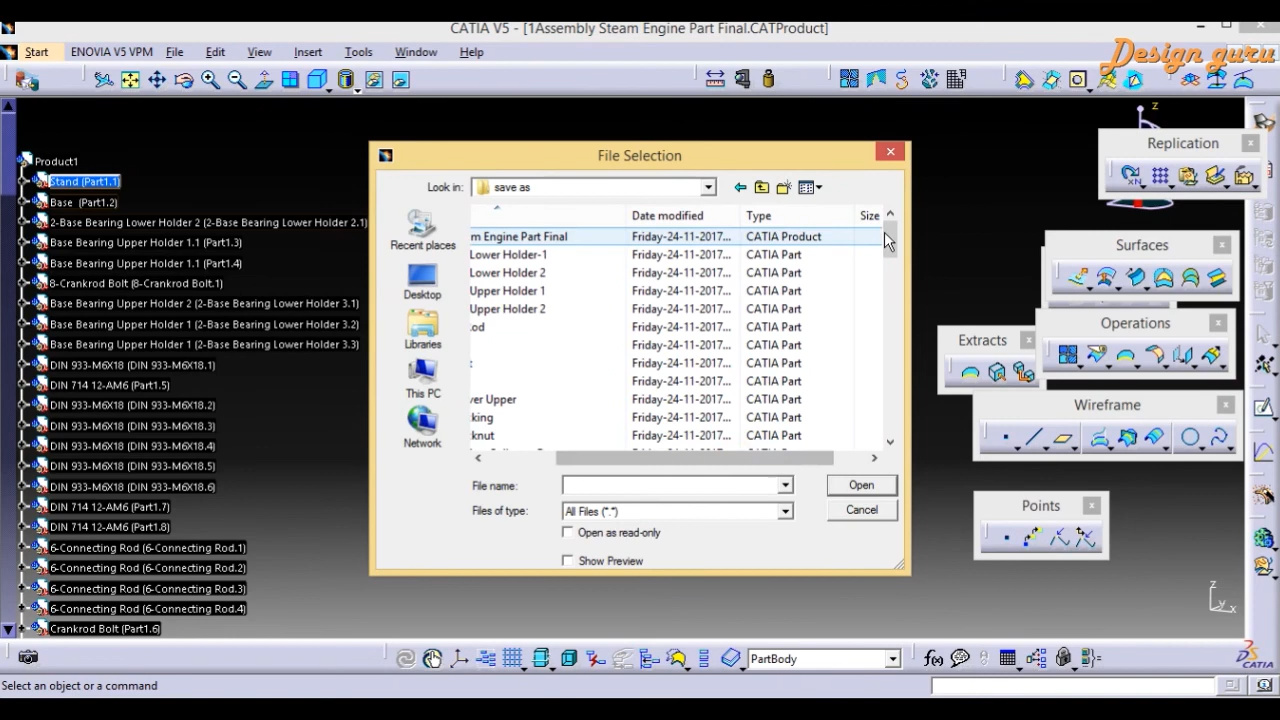 CATIA V5 - [1Assembly Steam Engine Part Final.CATProduct]
Start ENOVIA V5 VPM File Edit View Insert Tools Window Help
Design guru
Product1
Stand (Part1.1)
Base (Part1.2)
2-Base Bearing Lower Holder 2 (2-Base Bearing Lower Holder 2.1)
Base Bearing Upper Holder 1.1 (Part1.3)
Base Bearing Upper Holder 1.1 (Part1.4)
8-Crankrod Bolt (8-Crankrod Bolt.1)
Base Bearing Upper Holder 2 (2-Base Bearing Lower Holder 3.1)
Base Bearing Upper Holder 1 (2-Base Bearing Lower Holder 3.2)
Base Bearing Upper Holder 1 (2-Base Bearing Lower Holder 3.3)
DIN 933-M6X18 (DIN 933-M6X18.1)
DIN 714 12-AM6 (Part1.5)
DIN 933-M6X18 (DIN 933-M6X18.2)
DIN 933-M6X18 (DIN 933-M6X18.3)
DIN 933-M6X18 (DIN 933-M6X18.4)
DIN 933-M6X18 (DIN 933-M6X18.5)
DIN 933-M6X18 (DIN 933-M6X18.6)
DIN 714 12-AM6 (Part1.7)
DIN 714 12-AM6 (Part1.8)
6-Connecting Rod (6-Connecting Rod.1)
6-Connecting Rod (6-Connecting Rod.2)
6-Connecting Rod (6-Connecting Rod.3)
6-Connecting Rod (6-Connecting Rod.4)
Crankrod Bolt (Part1.6)
File Selection
Look in: save as
Recent places
Desktop
Libraries
This PC
Network
Date modified Type Size
m Engine Part Final Friday-24-11-2017... CATIA Product
Lower Holder-1 Friday-24-11-2017... CATIA Part
Lower Holder 2 Friday-24-11-2017... CATIA Part
Upper Holder 1 Friday-24-11-2017... CATIA Part
Upper Holder 2 Friday-24-11-2017... CATIA Part
od Friday-24-11-2017... CATIA Part
Friday-24-11-2017... CATIA Part
Friday-24-11-2017... CATIA Part
Friday-24-11-2017... CATIA Part
er Upper Friday-24-11-2017... CATIA Part
king Friday-24-11-2017... CATIA Part
knut Friday-24-11-2017... CATIA Part
File name:
Open
Files of type: All Files (*.*)
Cancel
Open as read-only
Show Preview
z
Replication
Surfaces
Operations
Extracts
Wireframe
Points
z
y x
PartBody
f(x)
CATIA
Select an object or a command